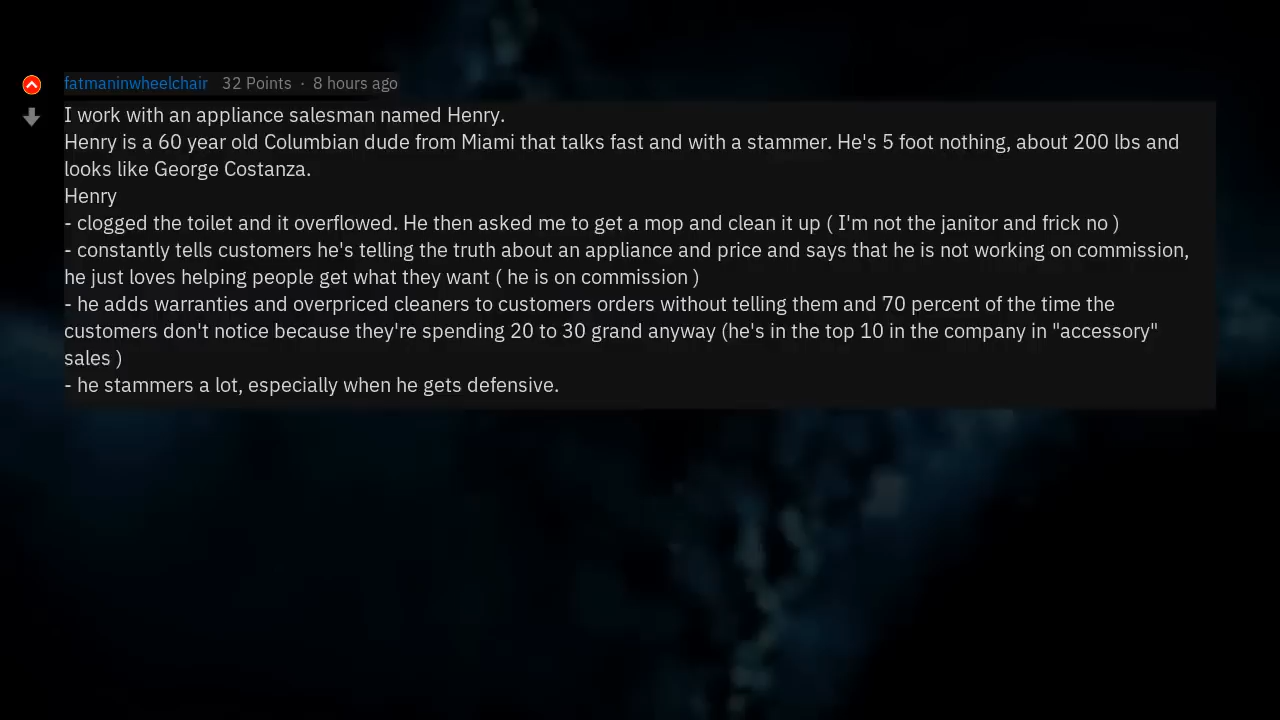 fatmaninwheelchair 32 Points · 8 hours ago
I work with an appliance salesman named Henry.
Henry is a 60 year old Columbian dude from Miami that talks fast and with a stammer. He's 5 foot nothing, about 200 lbs and
looks like George Costanza.
Henry
- clogged the toilet and it overflowed. He then asked me to get a mop and clean it up ( I'm not the janitor and frick no )
- constantly tells customers he's telling the truth about an appliance and price and says that he is not working on commission,
he just loves helping people get what they want ( he is on commission )
- he adds warranties and overpriced cleaners to customers orders without telling them and 70 percent of the time the
customers don't notice because they're spending 20 to 30 grand anyway (he's in the top 10 in the company in "accessory"
sales )
- he stammers a lot, especially when he gets defensive.